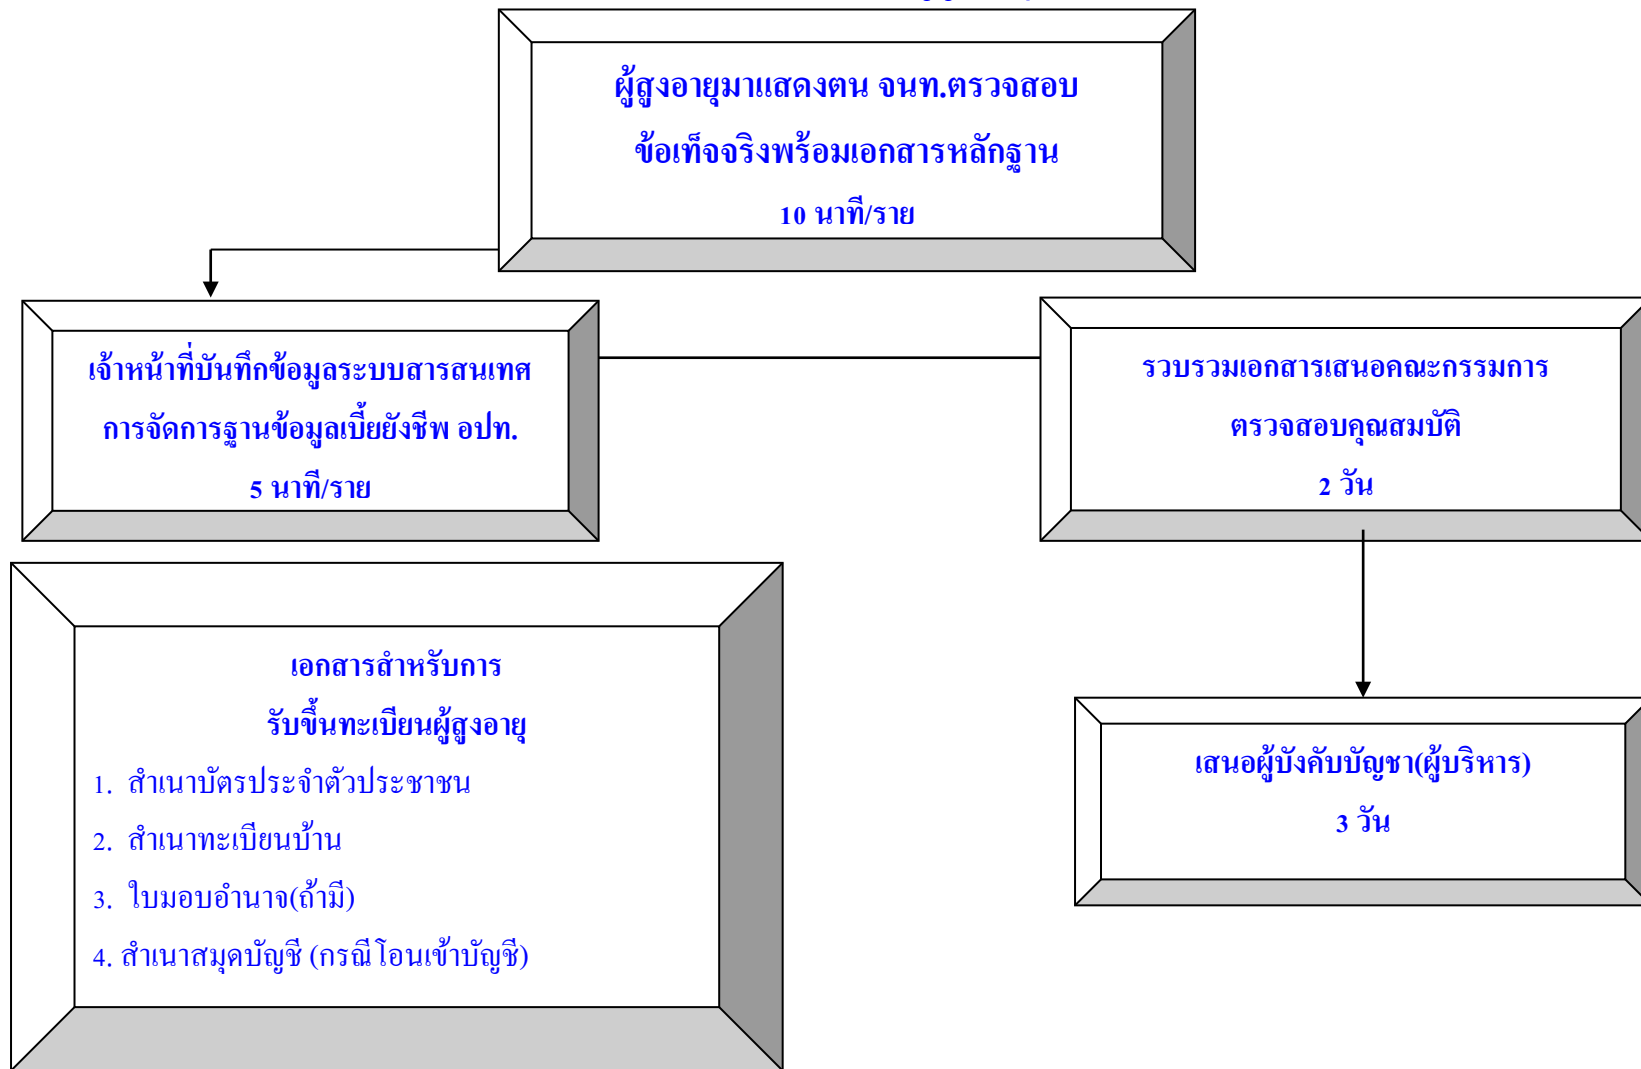 ผู้สูงอายุมาแสดงตน จนท.ตรวจสอบ
ข้อเท็จจริงพร้อมเอกสารหลักฐาน
10 นาที/ราย
เจ้าหน้าที่บันทึกข้อมูลระบบสารสนเทศ
การจัดการฐานข้อมูลเบี้ยยังชีพ อปท.
5 นาที/ราย
รวบรวมเอกสารเสนอคณะกรรมการ
ตรวจสอบคุณสมบัติ
2 วัน
เอกสารสำหรับการ
รับขึ้นทะเบียนผู้สูงอายุ
1. สำเนาบัตรประจำตัวประชาชน
2. สำเนาทะเบียนบ้าน
3. ใบมอบอำนาจ(ถ้ามี)
4. สำเนาสมุดบัญชี (กรณีโอนเข้าบัญชี)
เสนอผู้บังคับบัญชา(ผู้บริหาร)
3 วัน